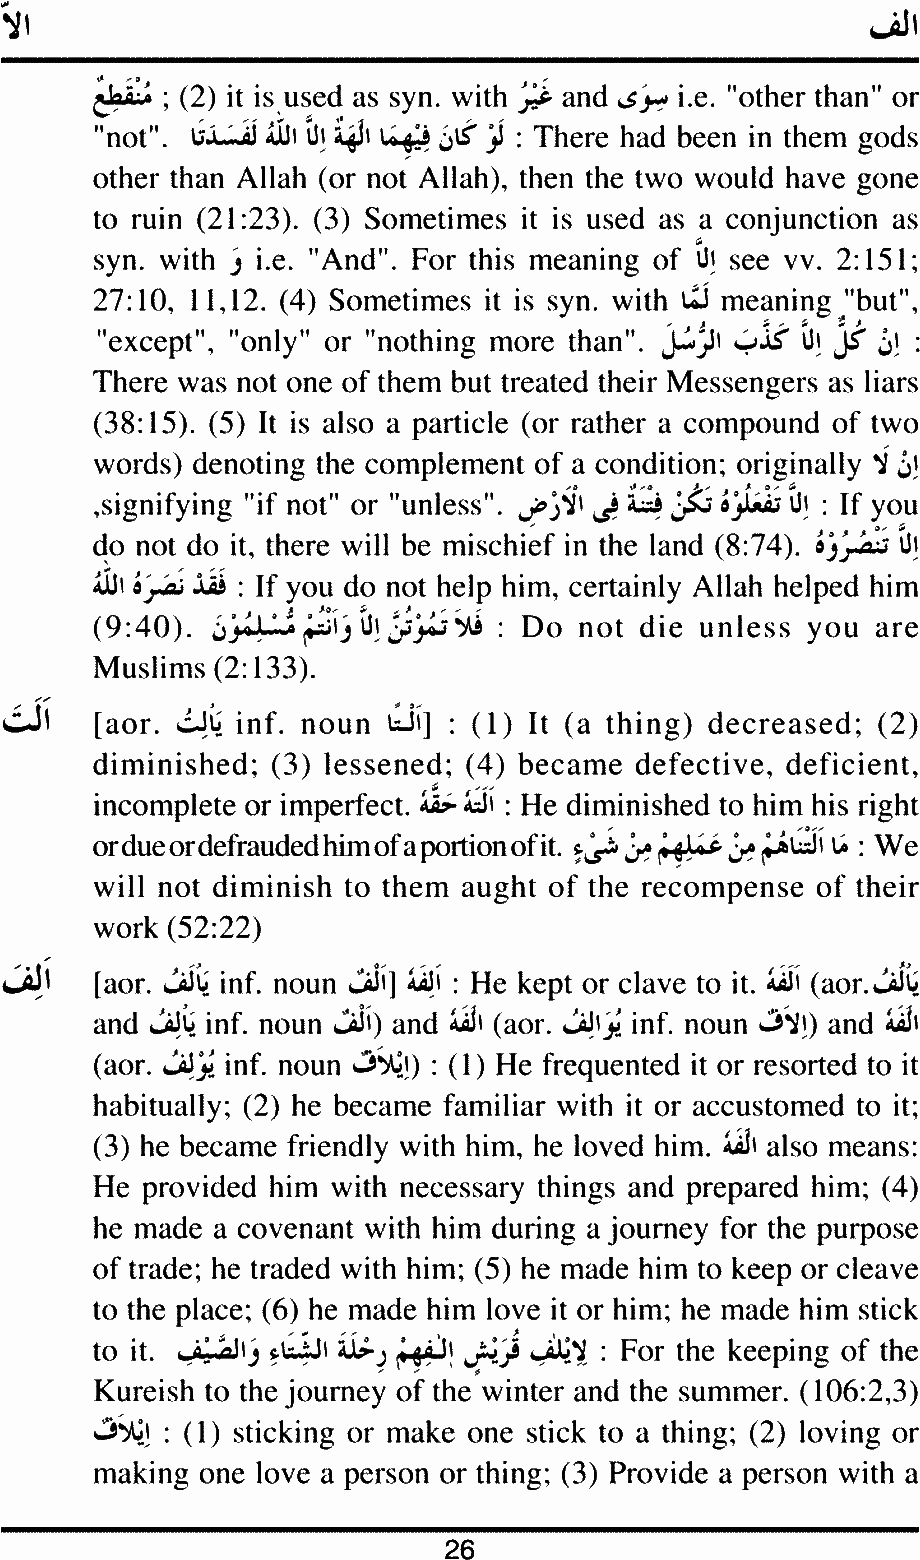 الاّ الف
مُنْقَطِعٌ ; (2) it is used as syn. with غَيْرُ and سِوَى i.e. "other than" or
"not". لَوْ كَانَ فِيْهِمَا اٰلِهَةٌ اِلاَّ اللّٰهُ لَفَسَدَتَا : There had been in them gods
other than Allah (or not Allah), then the two would have gone
to ruin (21:23). (3) Sometimes it is used as a conjunction as
syn. with وَ i.e. "And". For this meaning of اِلاَّ see vv. 2:151;
27:10, 11,12. (4) Sometimes it is syn. with لَمَّا meaning "but",
"except", "only" or "nothing more than". اِنْ كُلٌّ اِلاَّ كَذَّبَ الرُّسُلَ :
There was not one of them but treated their Messengers as liars
(38:15). (5) It is also a particle (or rather a compound of two
words) denoting the complement of a condition; originally اِنْ لَا
,signifying "if not" or "unless". اِلاَّ تَفْعَلُوْهُ تَكُنْ فِتْنَةٌ فِى الْاَرْضِ : If you
do not do it, there will be mischief in the land (8:74). اِلاَّ تَنْصُرُوْهُ
فَقَدْ نَصَرَهُ اللّٰهُ : If you do not help him, certainly Allah helped him
(9:40). فَلاَ تَمُوْتُنَّ اِلاَّ وَاَنْتُمْ مُّسْلِمُوْنَ : Do not die unless you are
Muslims (2:133).
اَلَتَ [aor. يَأْلِتُ inf. noun اَلْتًا] : (1) It (a thing) decreased; (2)
diminished; (3) lessened; (4) became defective, deficient,
incomplete or imperfect. اَلَتَهُ حَقَّهُ : He diminished to him his right
or due or defrauded him of a portion of it. مَا اَلَتْنَاهُمْ مِنْ عَمَلِهِمْ مِنْ شَىْءٍ : We
will not diminish to them aught of the recompense of their
work (52:22)
اَلِفَ [aor. يَأْلَفُ inf. noun اَلْفٌ] اَلِفَهُ : He kept or clave to it. اَلَفَهُ (aor. يَأْلُفُ
and يَأْلِفُ inf. noun اَلْفٌ) and اٰلَفَهُ (aor. يُوَالِفُ inf. noun اِلاَفٌ) and اٰلَفَهُ
(aor. يُوْلِفُ inf. noun اِيْلاَفٌ) : (1) He frequented it or resorted to it
habitually; (2) he became familiar with it or accustomed to it;
(3) he became friendly with him, he loved him. اٰلَفَهُ also means:
He provided him with necessary things and prepared him; (4)
he made a covenant with him during a journey for the purpose
of trade; he traded with him; (5) he made him to keep or cleave
to the place; (6) he made him love it or him; he made him stick
to it. لِاِيْلٰفِ قُرَيْشٍ اِلٰفِهِمْ رِحْلَةَ الشِّتَاءِ وَالصَّيْفِ : For the keeping of the
Kureish to the journey of the winter and the summer. (106:2,3)
اِيْلاَفٌ : (1) sticking or make one stick to a thing; (2) loving or
making one love a person or thing; (3) Provide a person with a
26